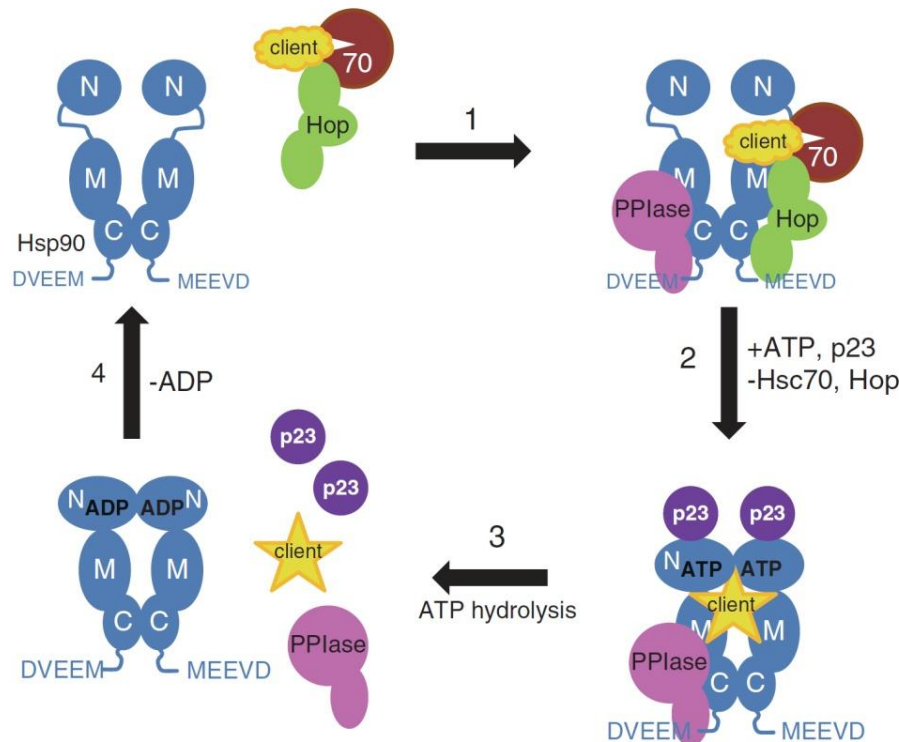 N N
client
70
Hop
M M
C C
Hsp90
DVEEM MEEVD
1
N N
client
70
M M
PPIase
Hop
C C
DVEEM MEEVD
2
+ATP, p23
-Hsc70, Hop
p23 p23
N ATP ATP
client
M M
PPIase
C C
DVEEM MEEVD
3
ATP hydrolysis
p23
p23
client
PPIase
N ADP ADP N
M M
C C
DVEEM MEEVD
4
-ADP